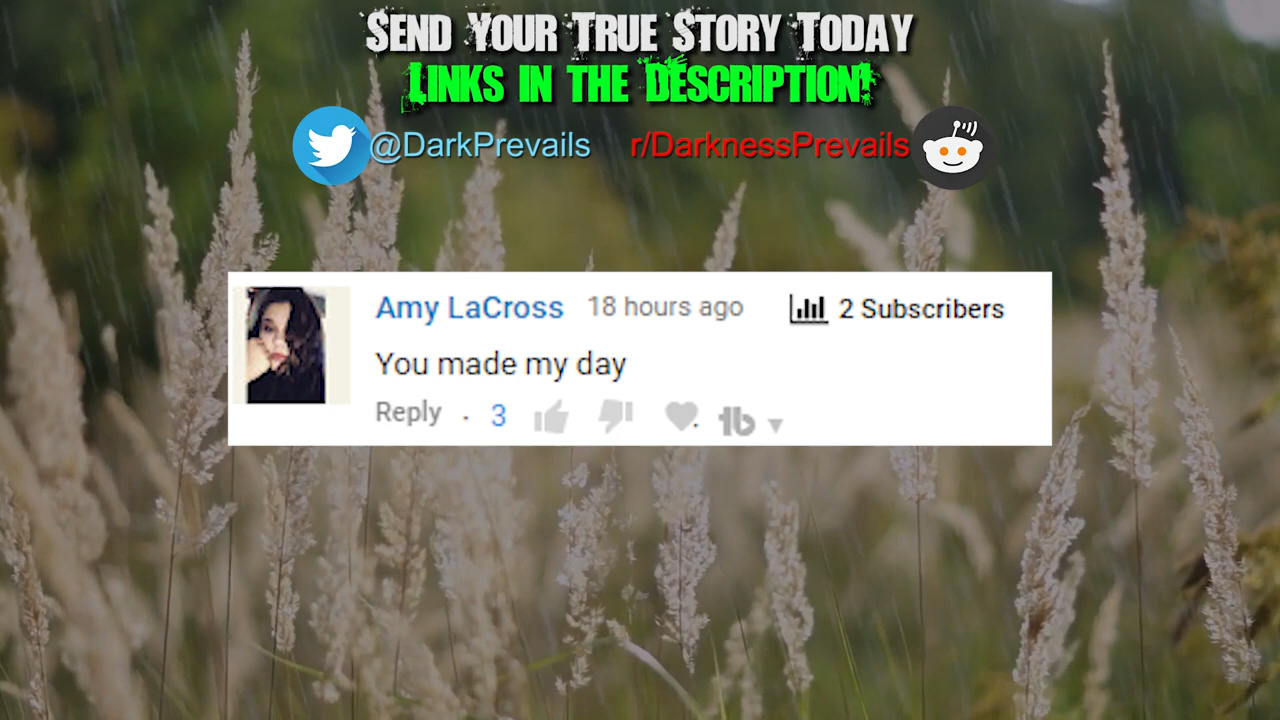 SEND YOUR TRUE STORY TODAY
LINKS IN THE DESCRIPTION!
@DarkPrevails r/DarknessPrevails
Amy LaCross 18 hours ago 2 Subscribers
You made my day
Reply · 3 tb